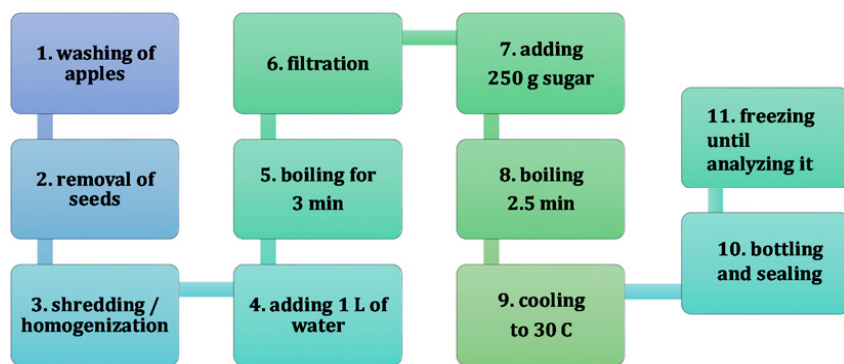 1. washing of
apples
2. removal of
seeds
3. shredding /
homogenization
4. adding 1 L of
water
5. boiling for
3 min
6. filtration
7. adding
250 g sugar
8. boiling
2.5 min
9. cooling
to 30 C
10. bottling
and sealing
11. freezing
until
analyzing it